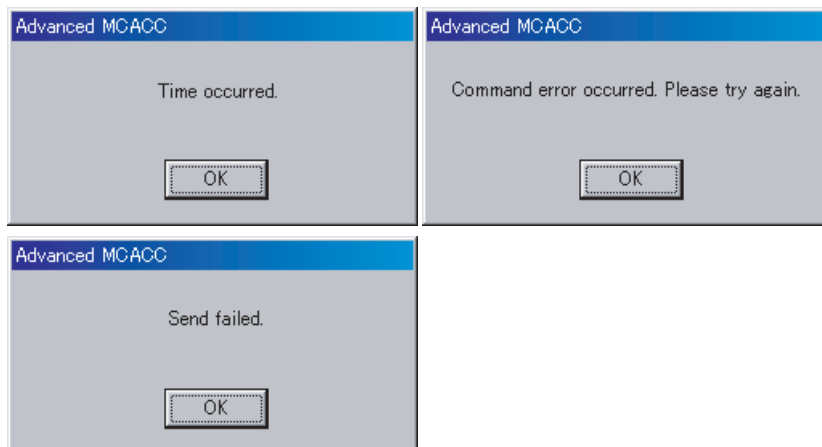 Advanced MCACC
Time occurred.
OK
Advanced MCACC
Command error occurred. Please try again.
OK
Advanced MCACC
Send failed.
OK